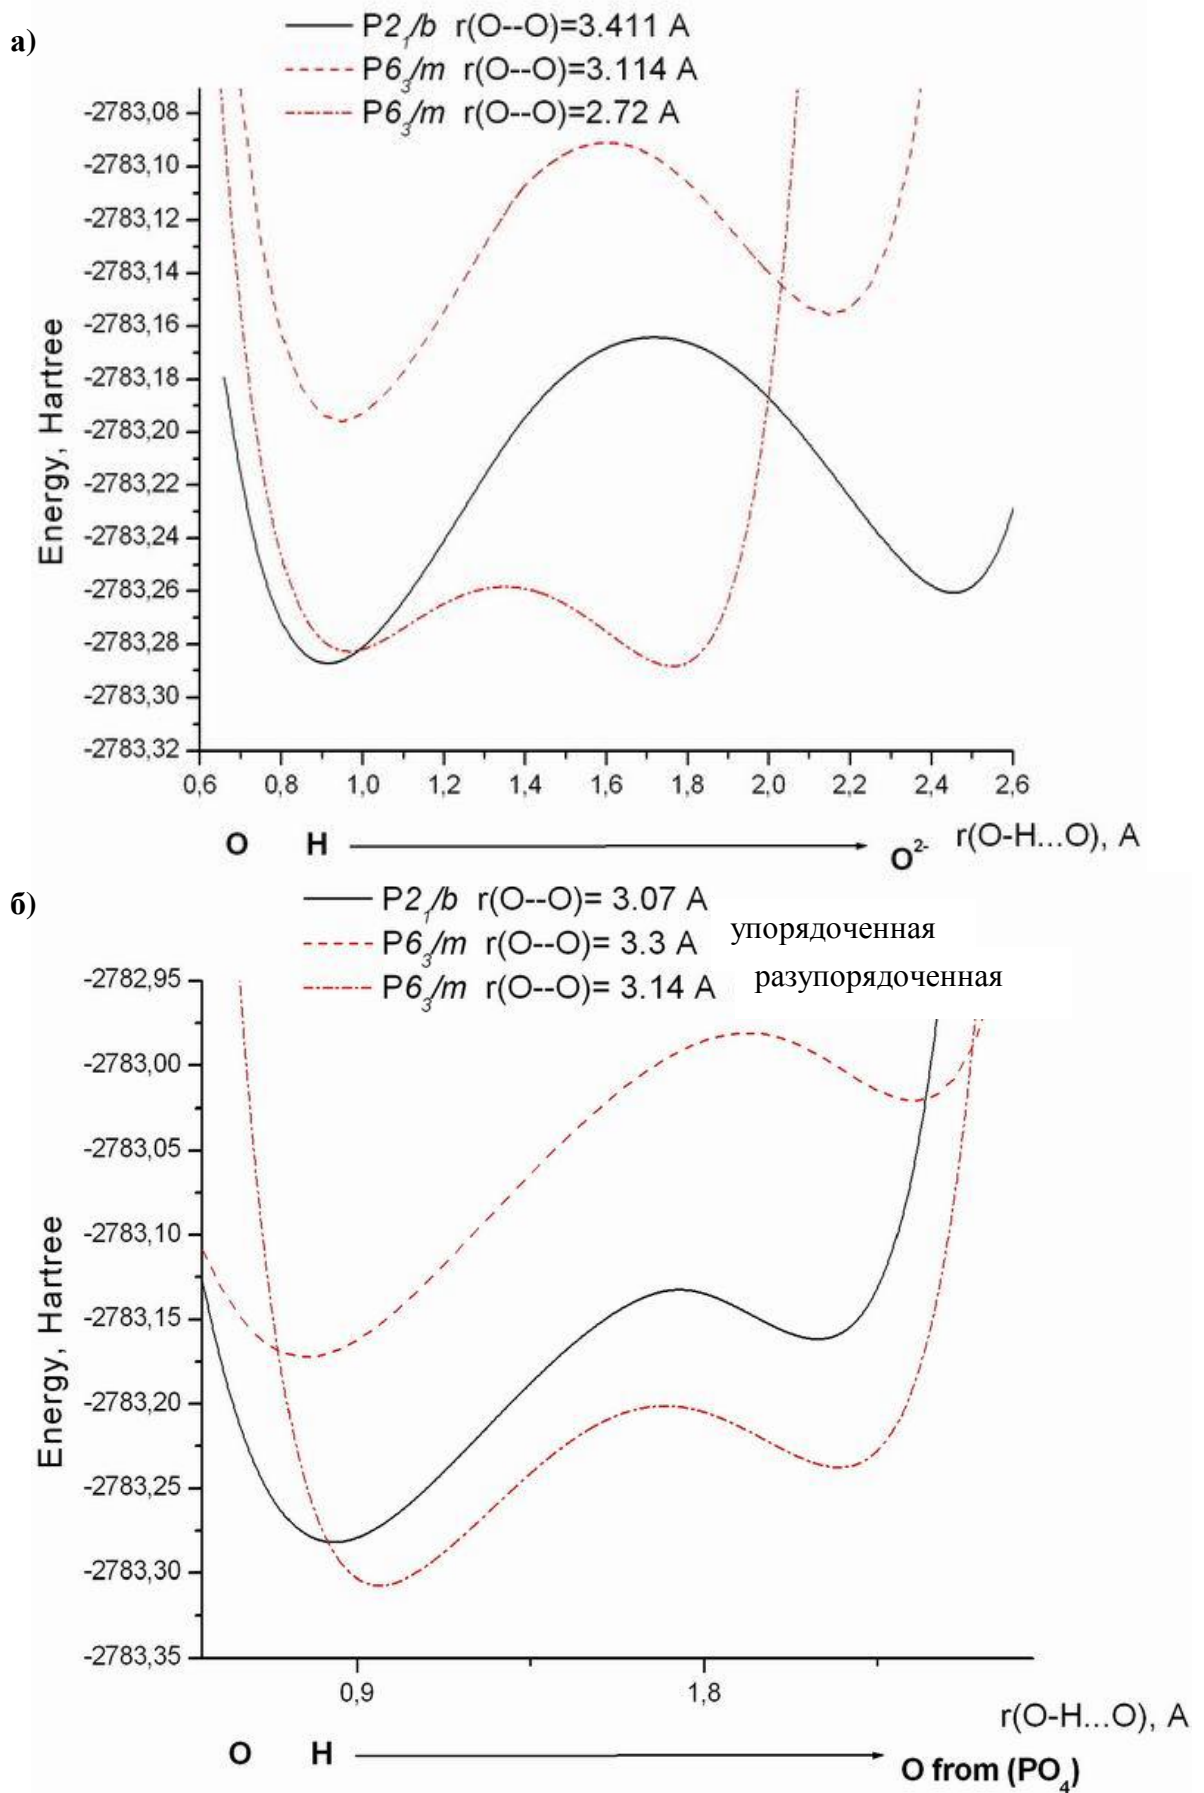 а)
P2₁/b r(O--O)=3.411 A
P6₃/m r(O--O)=3.114 A
P6₃/m r(O--O)=2.72 A
Energy, Hartree
-2783,08
-2783,10
-2783,12
-2783,14
-2783,16
-2783,18
-2783,20
-2783,22
-2783,24
-2783,26
-2783,28
-2783,30
-2783,32
0,6 0,8 1,0 1,2 1,4 1,6 1,8 2,0 2,2 2,4 2,6
O H O²⁻ r(O-H...O), A
б)
P2₁/b r(O--O)= 3.07 A
P6₃/m r(O--O)= 3.3 A упорядоченная
P6₃/m r(O--O)= 3.14 A разупорядоченная
Energy, Hartree
-2782,95
-2783,00
-2783,05
-2783,10
-2783,15
-2783,20
-2783,25
-2783,30
-2783,35
0,9 1,8
r(O-H...O), A
O H O from (PO₄)